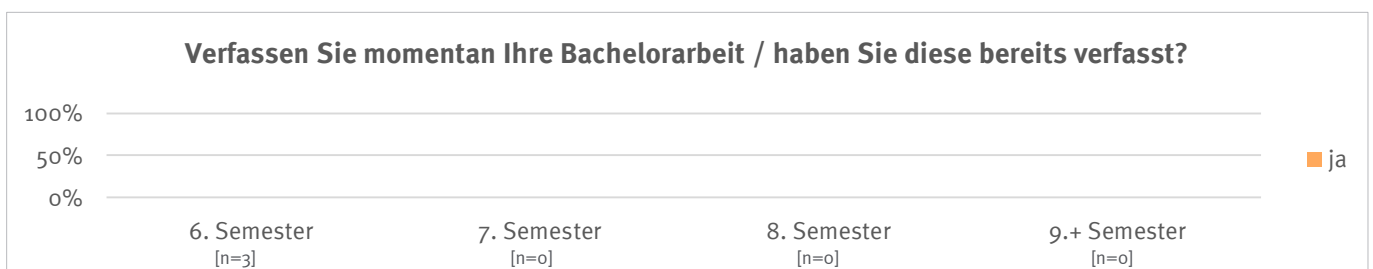 Verfassen Sie momentan Ihre Bachelorarbeit / haben Sie diese bereits verfasst?
100%
50%
0%
ja
6. Semester 7. Semester 8. Semester 9.+ Semester
[n=3] [n=0] [n=0] [n=0]